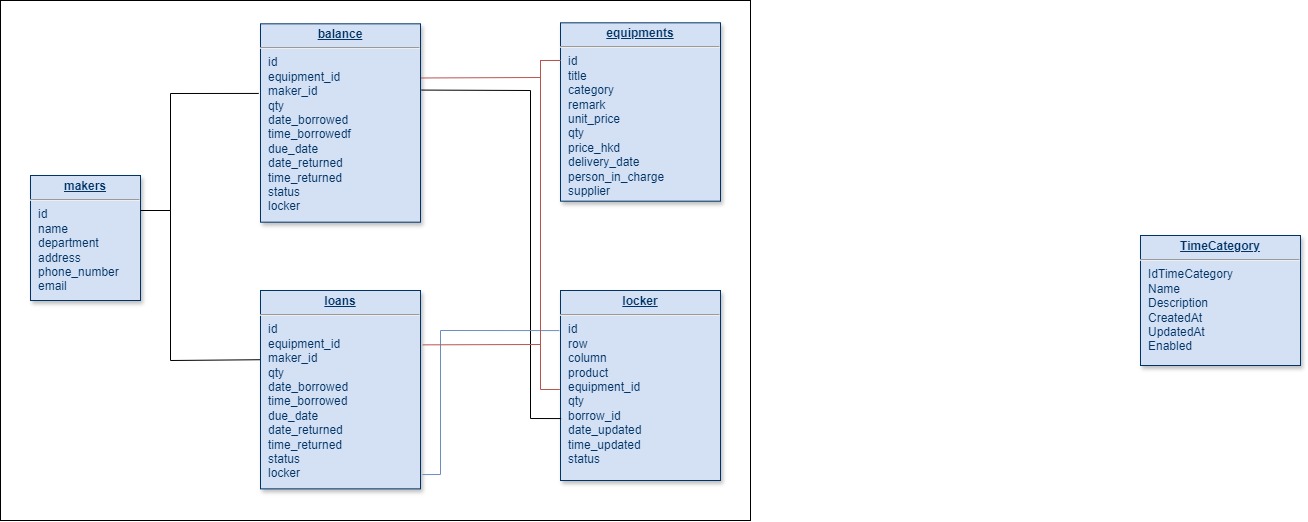 balance
id
equipment_id
maker_id
qty
date_borrowed
time_borrowedf
due_date
date_returned
time_returned
status
locker
equipments
id
title
category
remark
unit_price
qty
price_hkd
delivery_date
person_in_charge
supplier
makers
id
name
department
address
phone_number
email
loans
id
equipment_id
maker_id
qty
date_borrowed
time_borrowed
due_date
date_returned
time_returned
status
locker
locker
id
row
column
product
equipment_id
qty
borrow_id
date_updated
time_updated
status
TimeCategory
IdTimeCategory
Name
Description
CreatedAt
UpdatedAt
Enabled